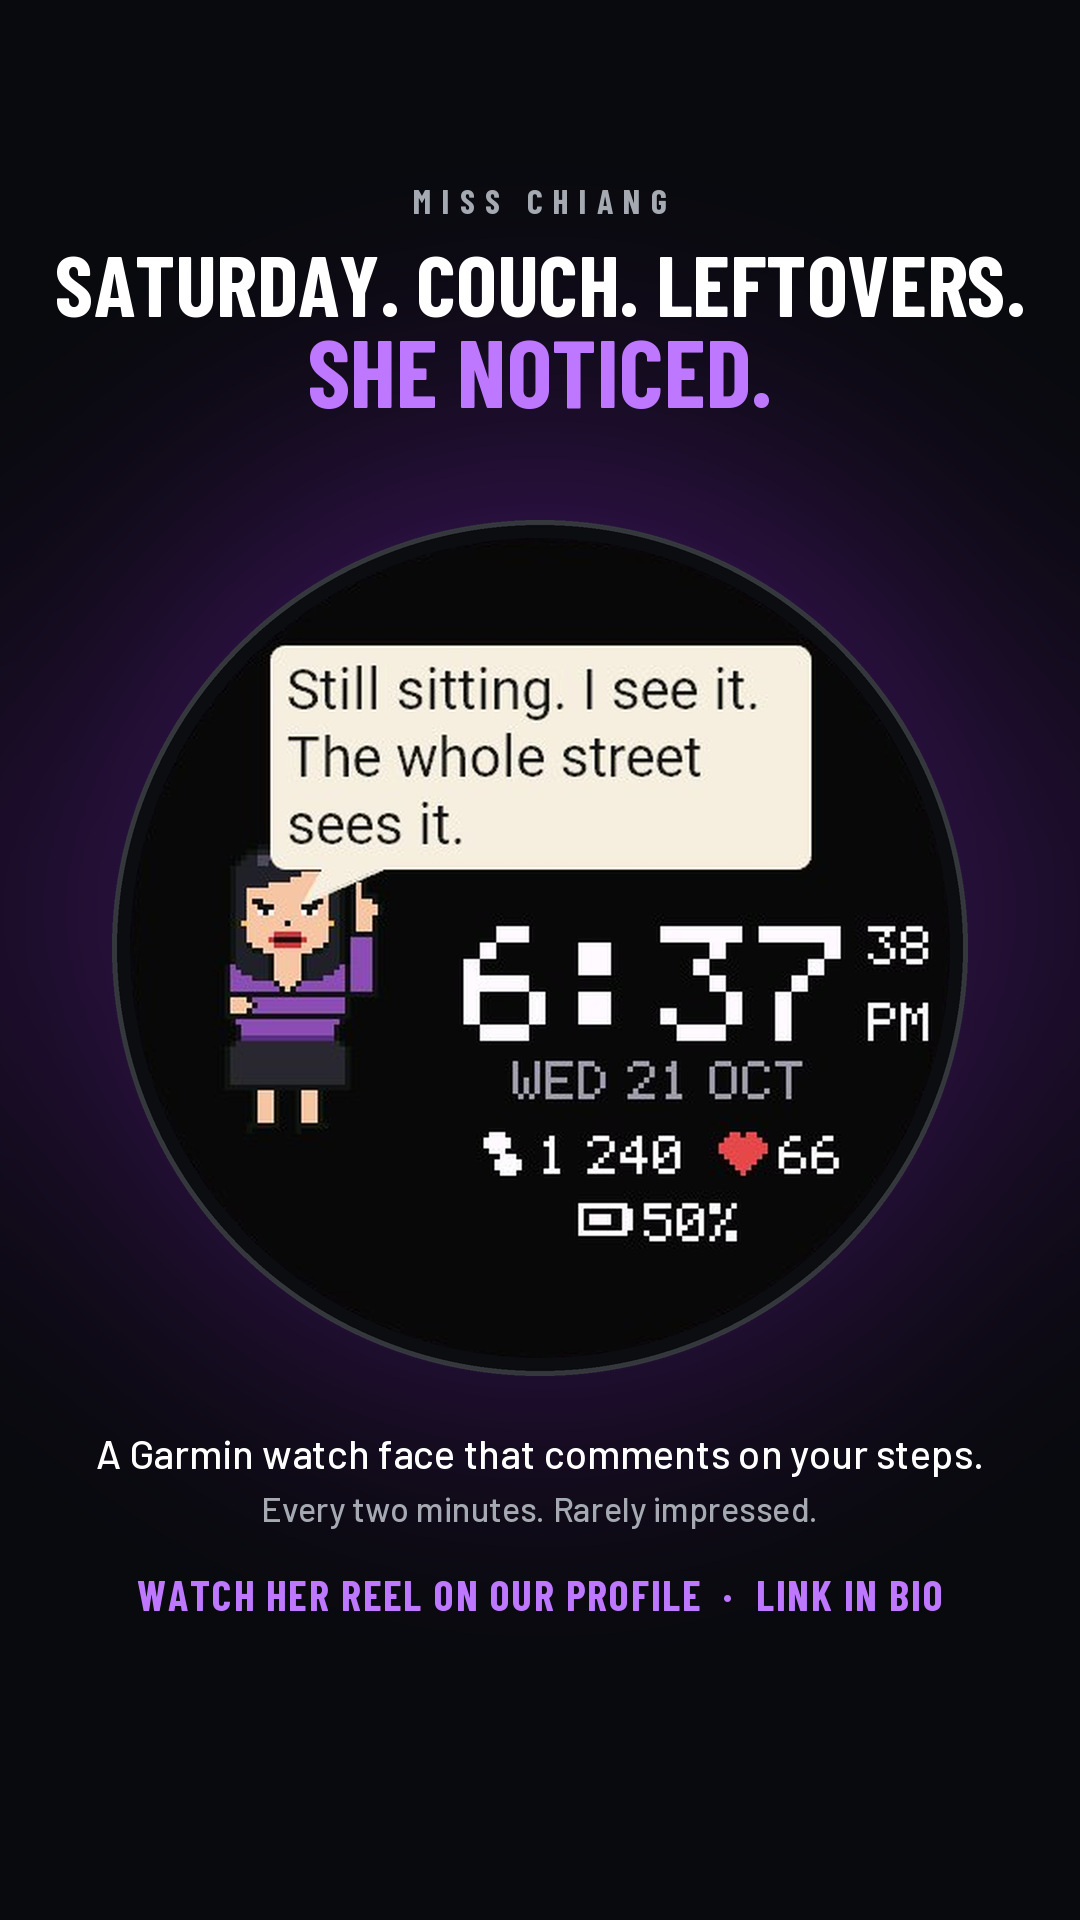 MISS CHIANG
SATURDAY. COUCH. LEFTOVERS.
SHE NOTICED.
Still sitting. I see it.
The whole street
sees it.
6:37 38
PM
WED 21 OCT
1 240 66
50%
A Garmin watch face that comments on your steps.
Every two minutes. Rarely impressed.
WATCH HER REEL ON OUR PROFILE · LINK IN BIO